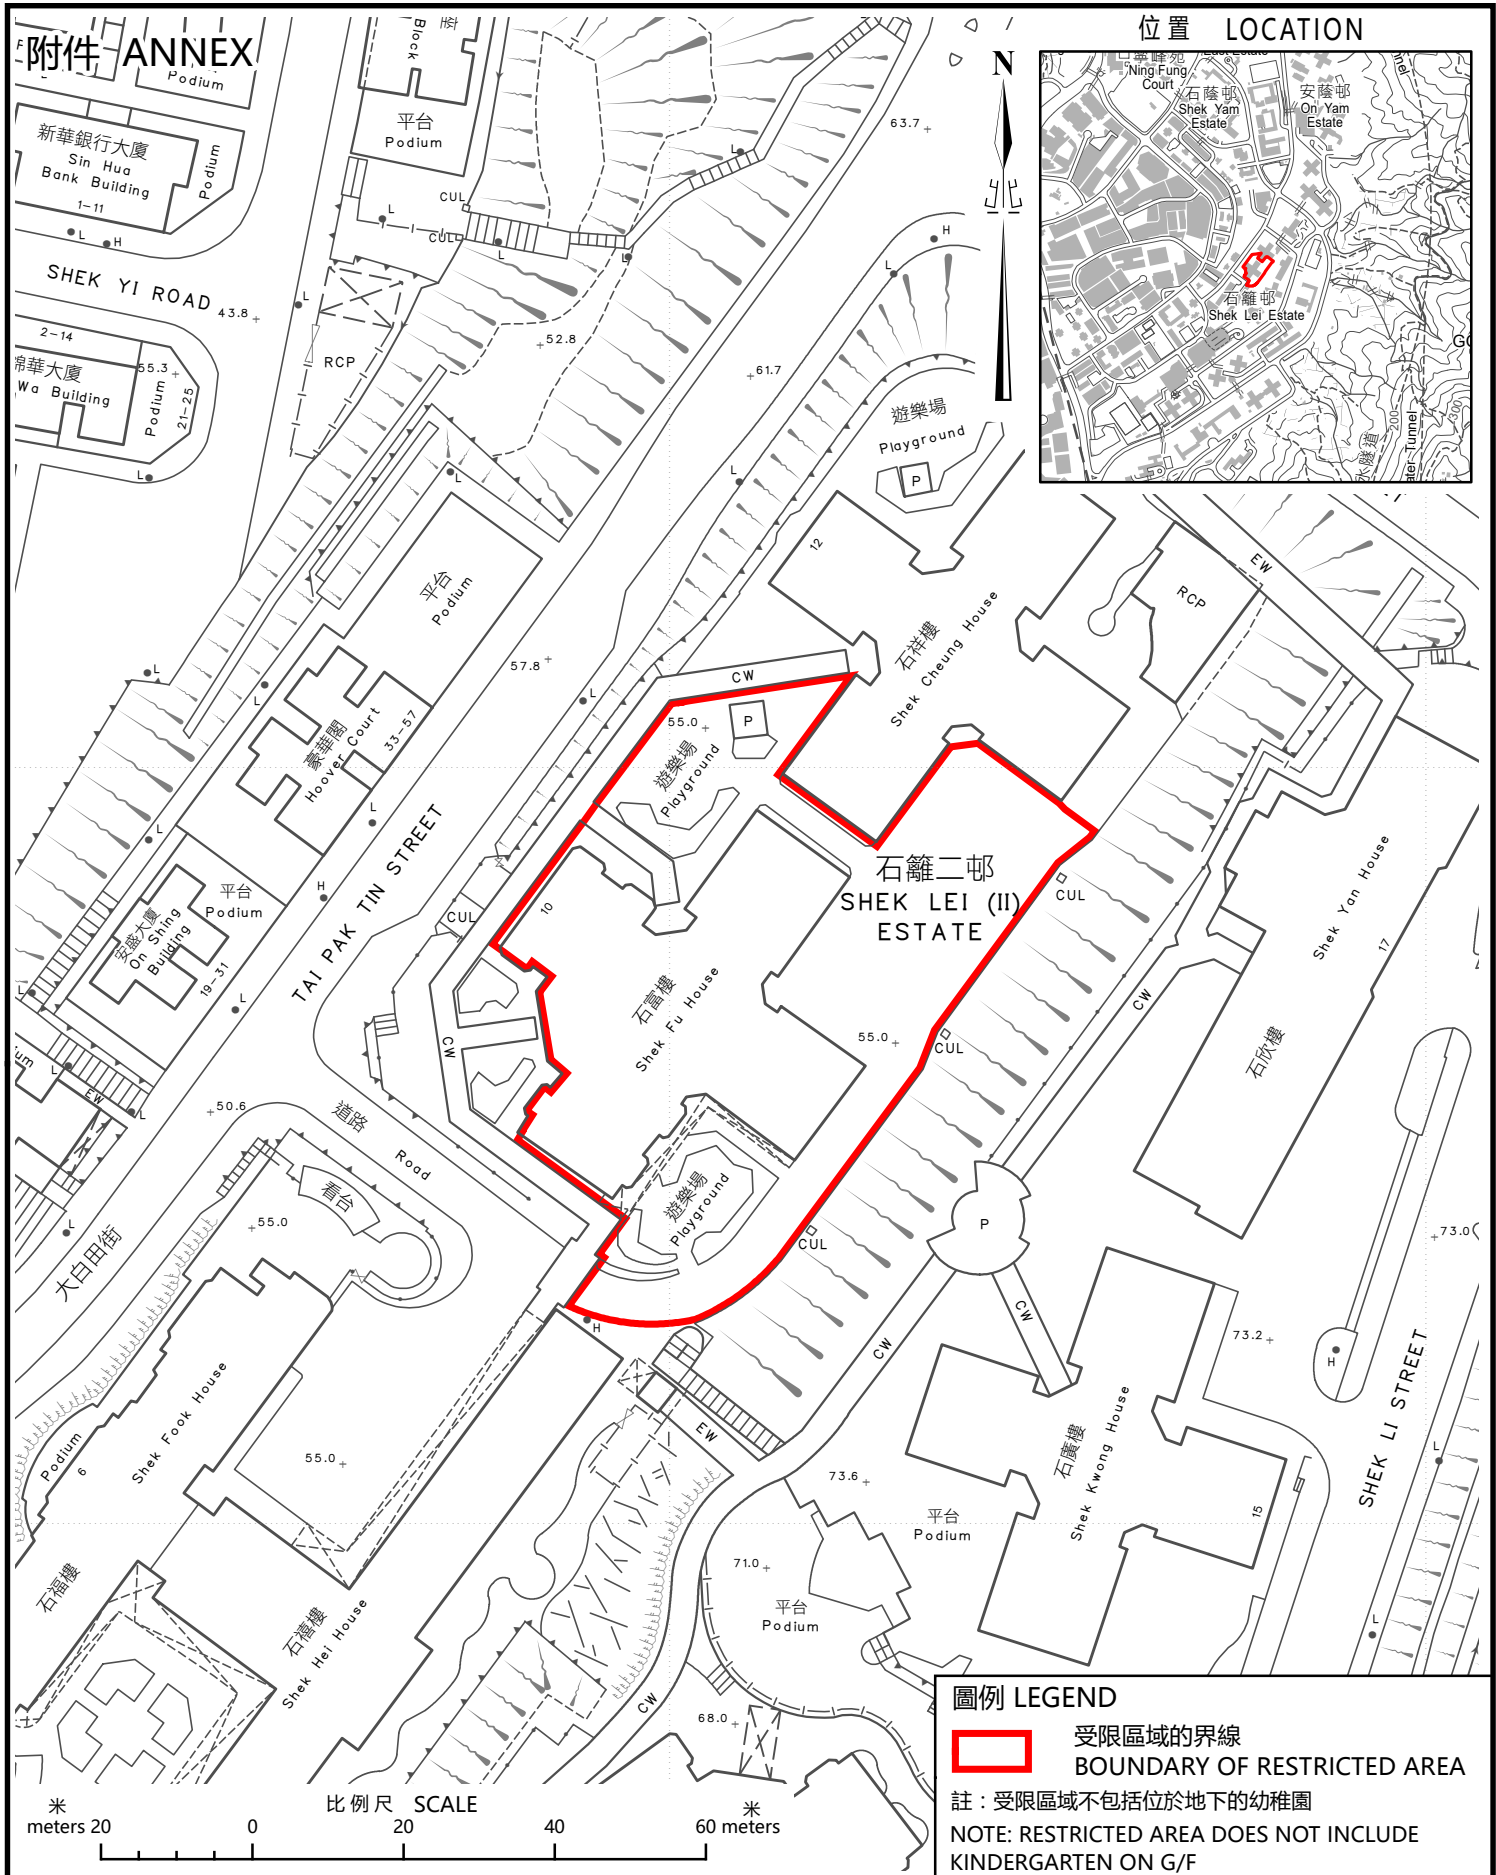 附件 ANNEX
位置 LOCATION
N
寧峰苑
Ning Fung
Court
石蔭邨
Shek Yam
Estate
安蔭邨
On Yam
Estate
石籬邨
Shek Lei Estate
水隧道
200
300
Podium
Block
平台
Podium
新華銀行大廈
Sin Hua
Bank Building
1-11
Podium
L
H
SHEK YI ROAD
43.8
2-14
錦華大廈
Wa Building
55.3
Podium
21-25
L
L
RCP
CUL
CUL
L
L
L
L
63.7
52.8
61.7
H
L
L
遊樂場
Playground
P
L
平台
Podium
57.8
12
石祥樓
Shek Cheung House
RCP
EW
CW
55.0
P
遊樂場
Playground
L
L
L
豪華閣
Hoover Court
33-57
L
L
TAI PAK TIN STREET
H
平台
Podium
安盛大廈
On Shing
Building
19-31
L
L
CUL
10
石籬二邨
SHEK LEI (II)
ESTATE
CUL
石富樓
Shek Fu House
55.0
CUL
CW
CW
Shek Yan House
17
石欣樓
L
EW
L
50.6
道路
Road
看台
55.0
L
大白田街
遊樂場
Playground
CUL
P
73.0
H
CW
CW
73.2
H
SHEK LI STREET
Podium
6
Shek Fook House
55.0
EW
73.6
石廣樓
Shek Kwong House
15
L
平台
Podium
石福樓
石禧樓
Shek Hei House
71.0
平台
Podium
L
CW
68.0
圖例 LEGEND
受限區域的界線
BOUNDARY OF RESTRICTED AREA
註：受限區域不包括位於地下的幼稚園
NOTE: RESTRICTED AREA DOES NOT INCLUDE
KINDERGARTEN ON G/F
比例尺 SCALE
米
meters 20 0 20 40 60 meters
米